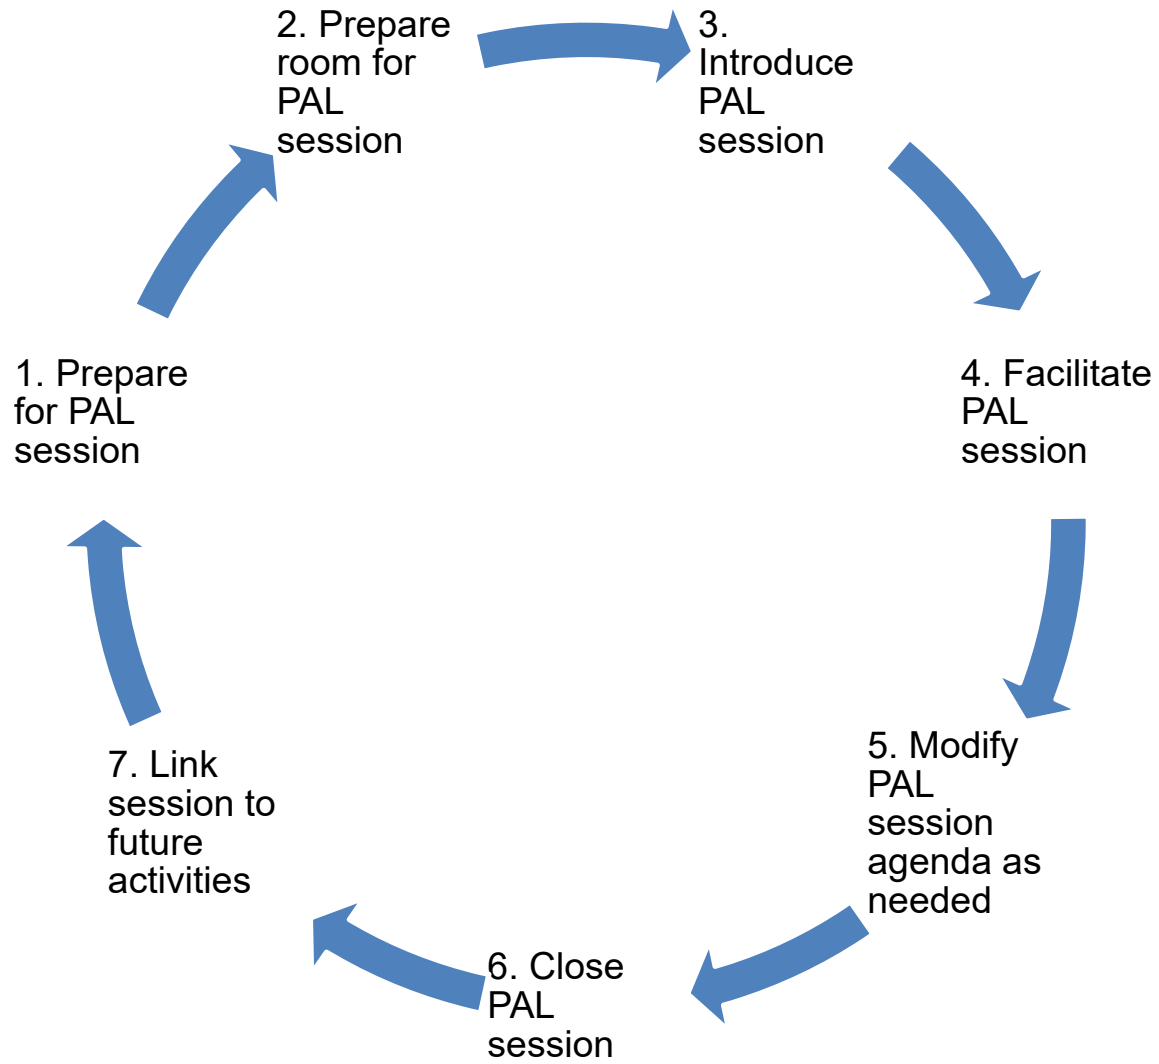 1. Prepare
for PAL
session
2. Prepare
room for
PAL
session
3.
Introduce
PAL
session
4. Facilitate
PAL
session
5. Modify
PAL
session
agenda as
needed
6. Close
PAL
session
7. Link
session to
future
activities